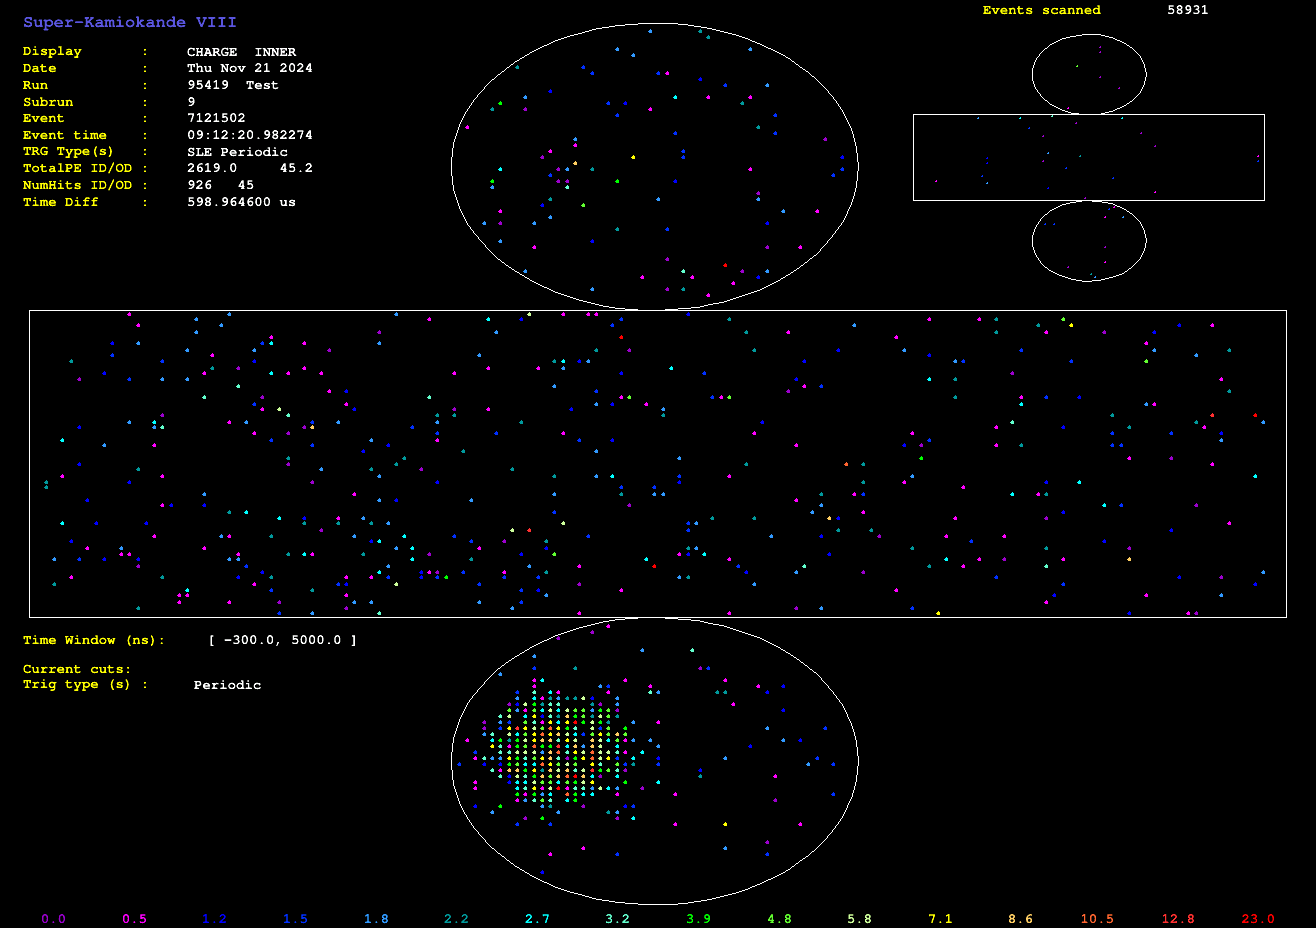 Super-Kamiokande VIII
Display : CHARGE INNER
Date : Thu Nov 21 2024
Run : 95419 Test
Subrun : 9
Event : 7121502
Event time : 09:12:20.982274
TRG Type(s) : SLE Periodic
TotalPE ID/OD : 2619.0 45.2
NumHits ID/OD : 926 45
Time Diff : 598.964600 us
Events scanned 58931
Time Window (ns): [ -300.0, 5000.0 ]
Current cuts:
Trig type (s) : Periodic
0.0 0.5 1.2 1.5 1.8 2.2 2.7 3.2 3.9 4.8 5.8 7.1 8.6 10.5 12.8 23.0